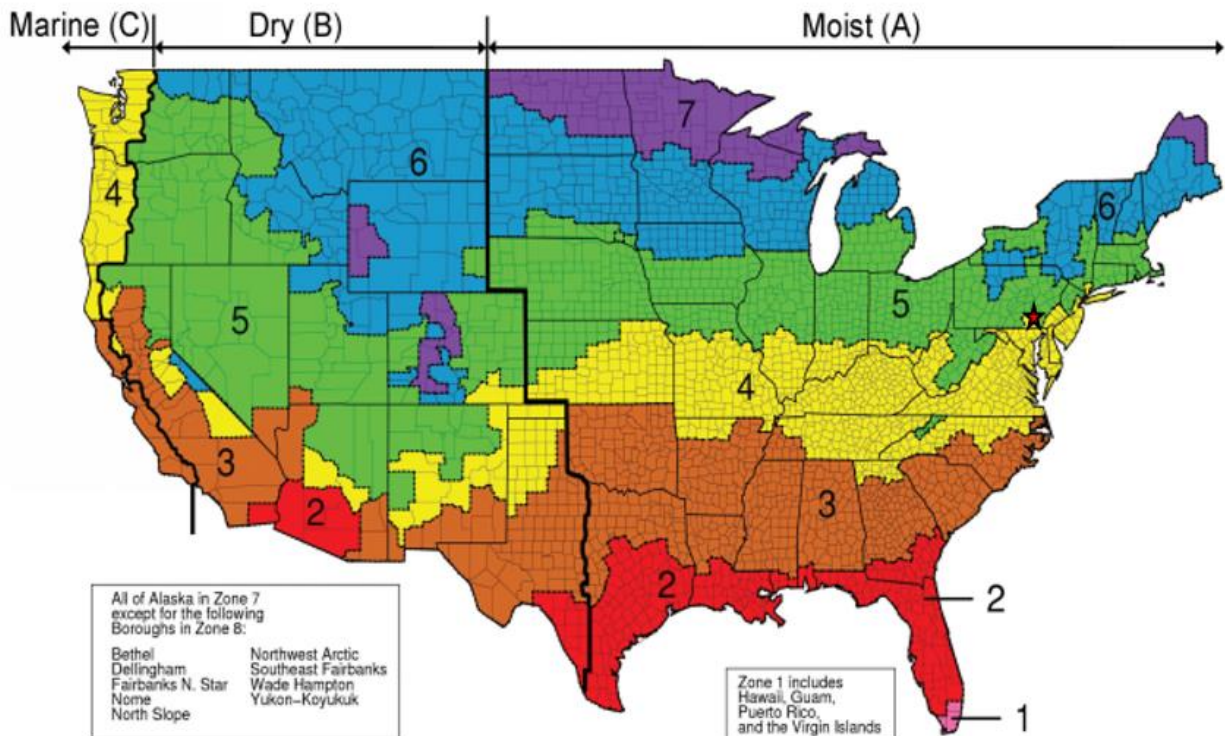 Marine (C) Dry (B) Moist (A)
7
6
4
6
5
5
4
3
3
2
2
2
1
All of Alaska in Zone 7
except for the following
Boroughs in Zone 8:
Bethel Northwest Arctic
Dellingham Southeast Fairbanks
Fairbanks N. Star Wade Hampton
Nome Yukon-Koyukuk
North Slope
Zone 1 includes
Hawaii, Guam,
Puerto Rico,
and the Virgin Islands